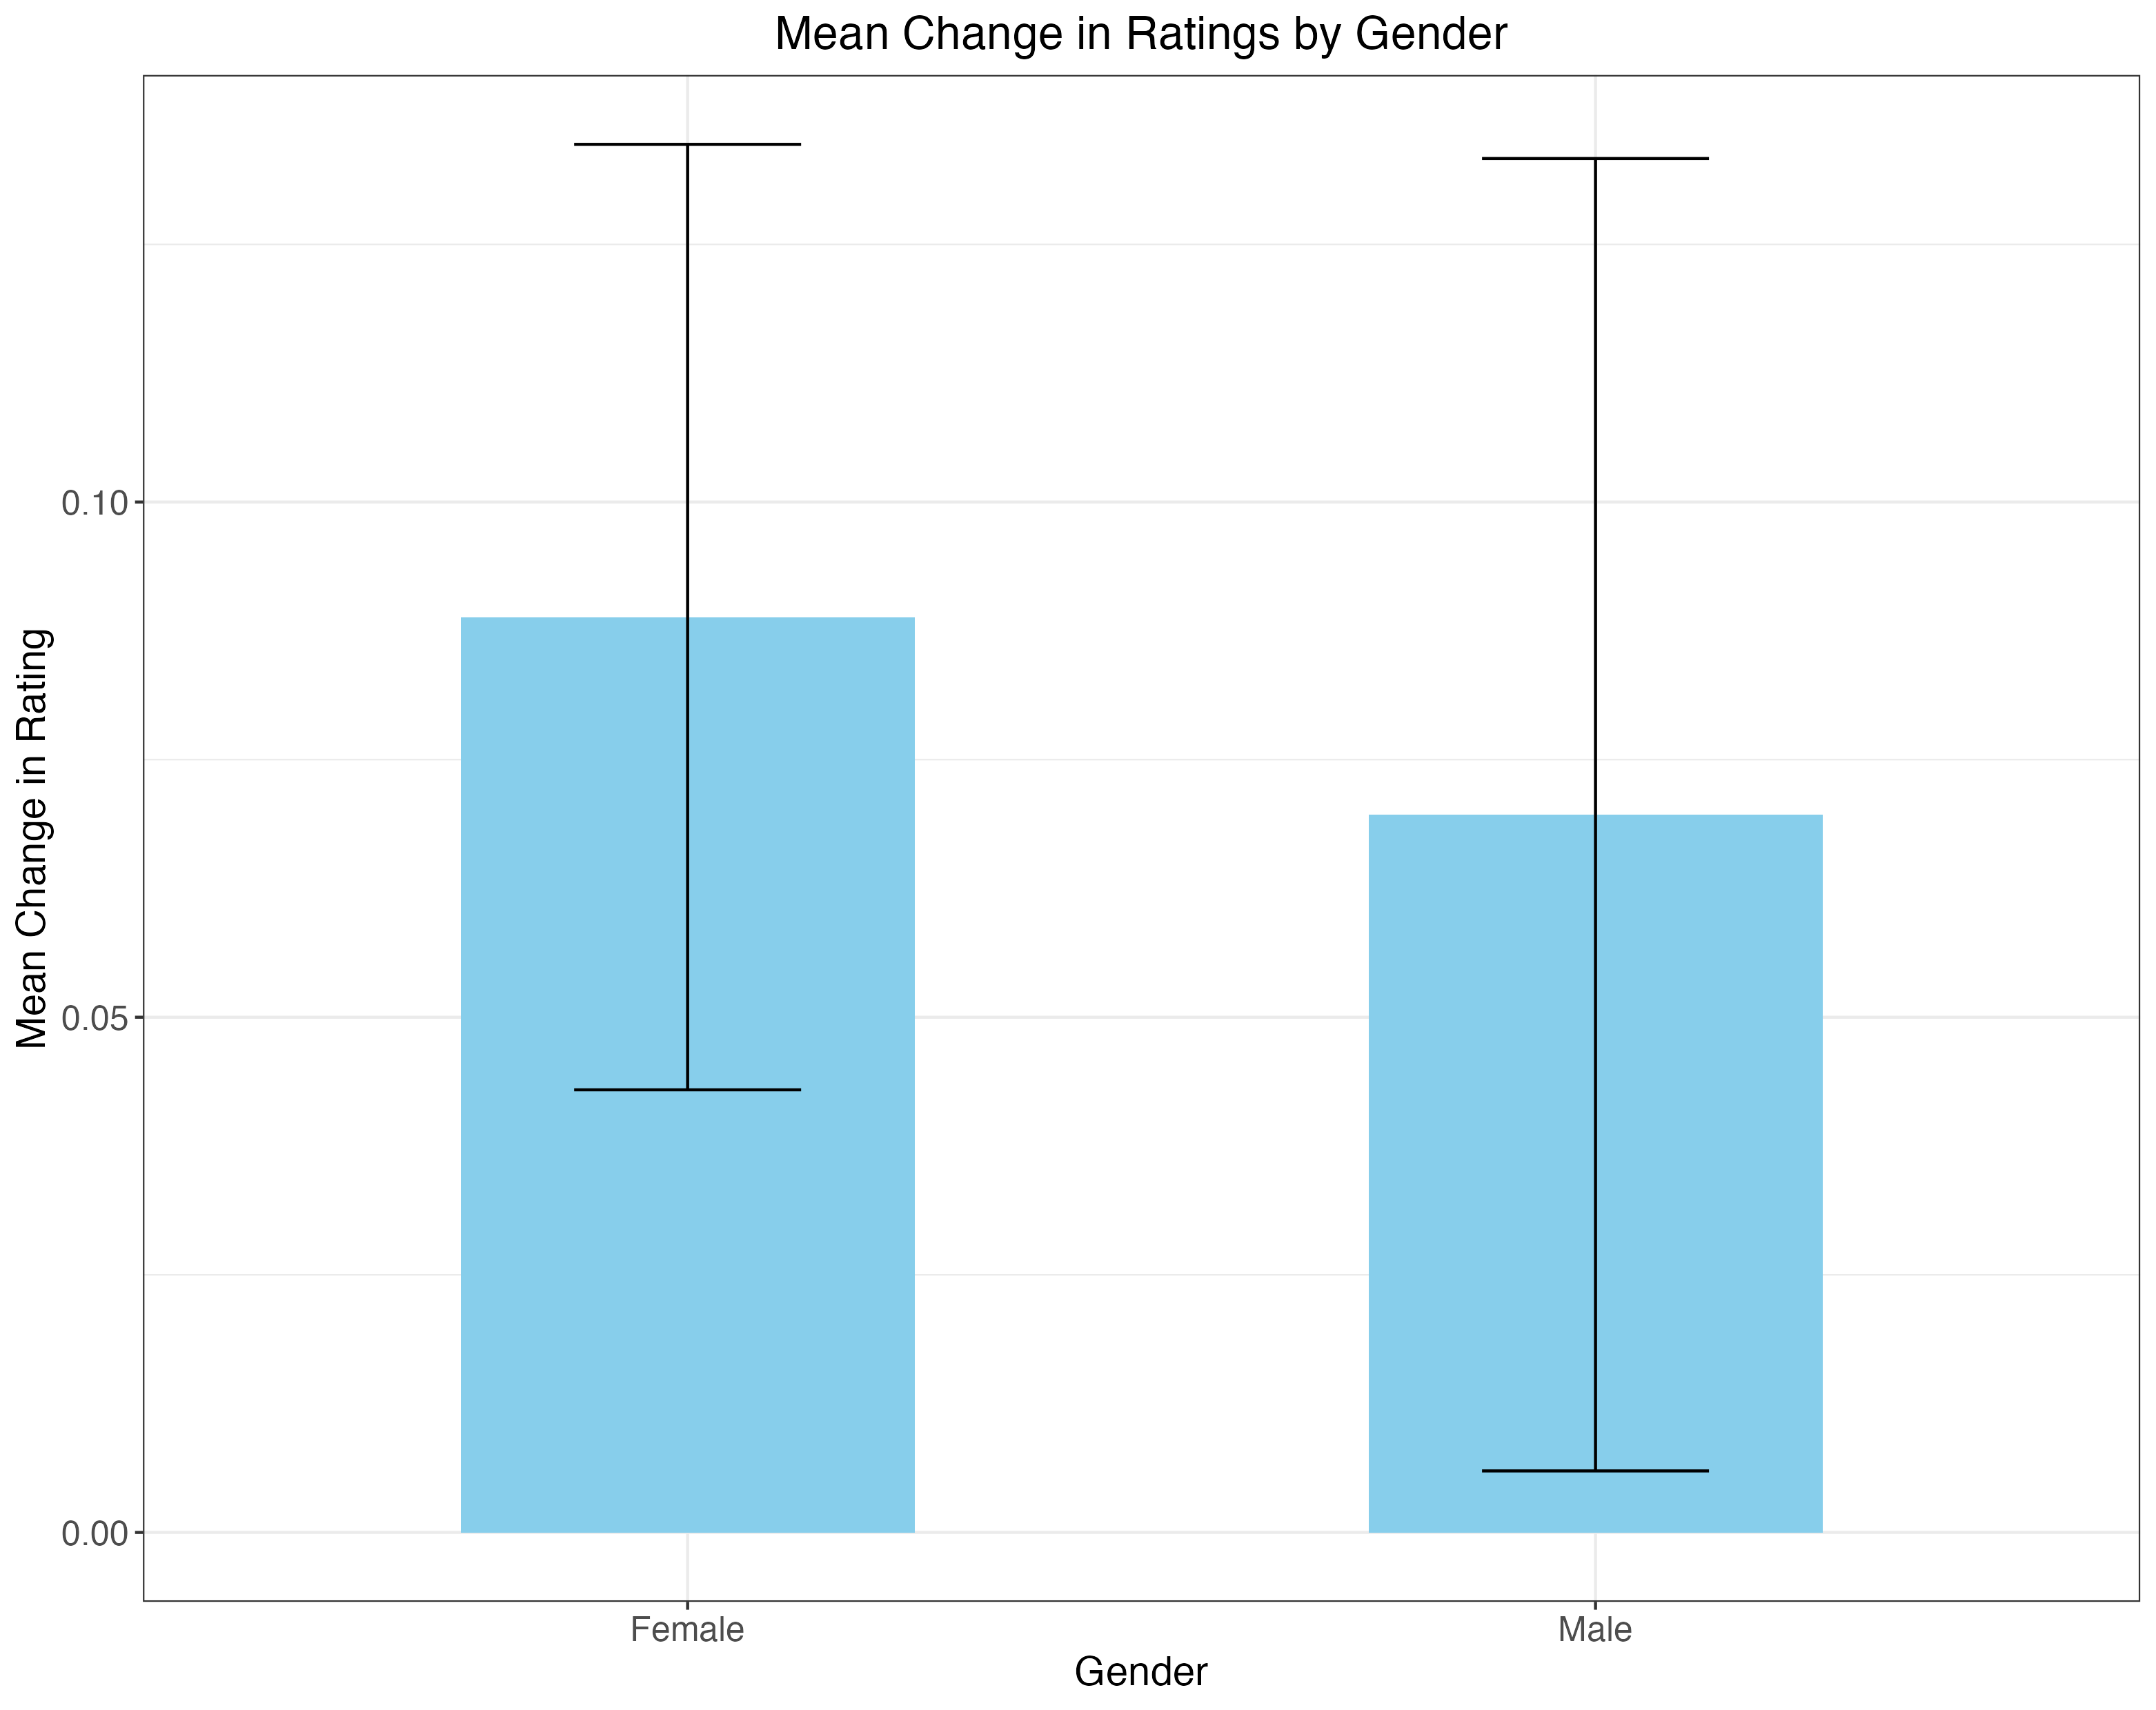 Mean Change in Ratings by Gender
Mean Change in Rating
0.10
0.05
0.00
Female
Male
Gender